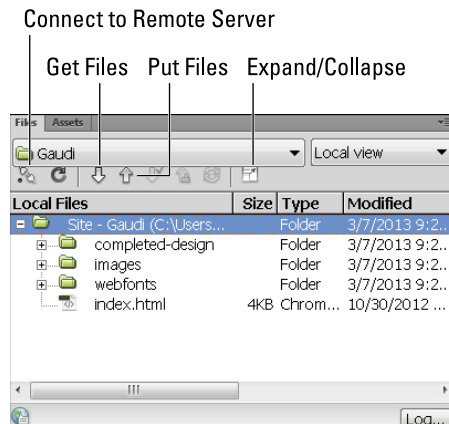 Connect to Remote Server
Get Files Put Files Expand/Collapse
Files Assets
Gaudi Local view
Local Files Size Type Modified
Site - Gaudi (C:\Users... Folder 3/7/2013 9:2..
completed-design Folder 3/7/2013 9:2..
images Folder 3/7/2013 9:2..
webfonts Folder 3/7/2013 9:2..
index.html 4KB Chrom... 10/30/2012 ...
Log...